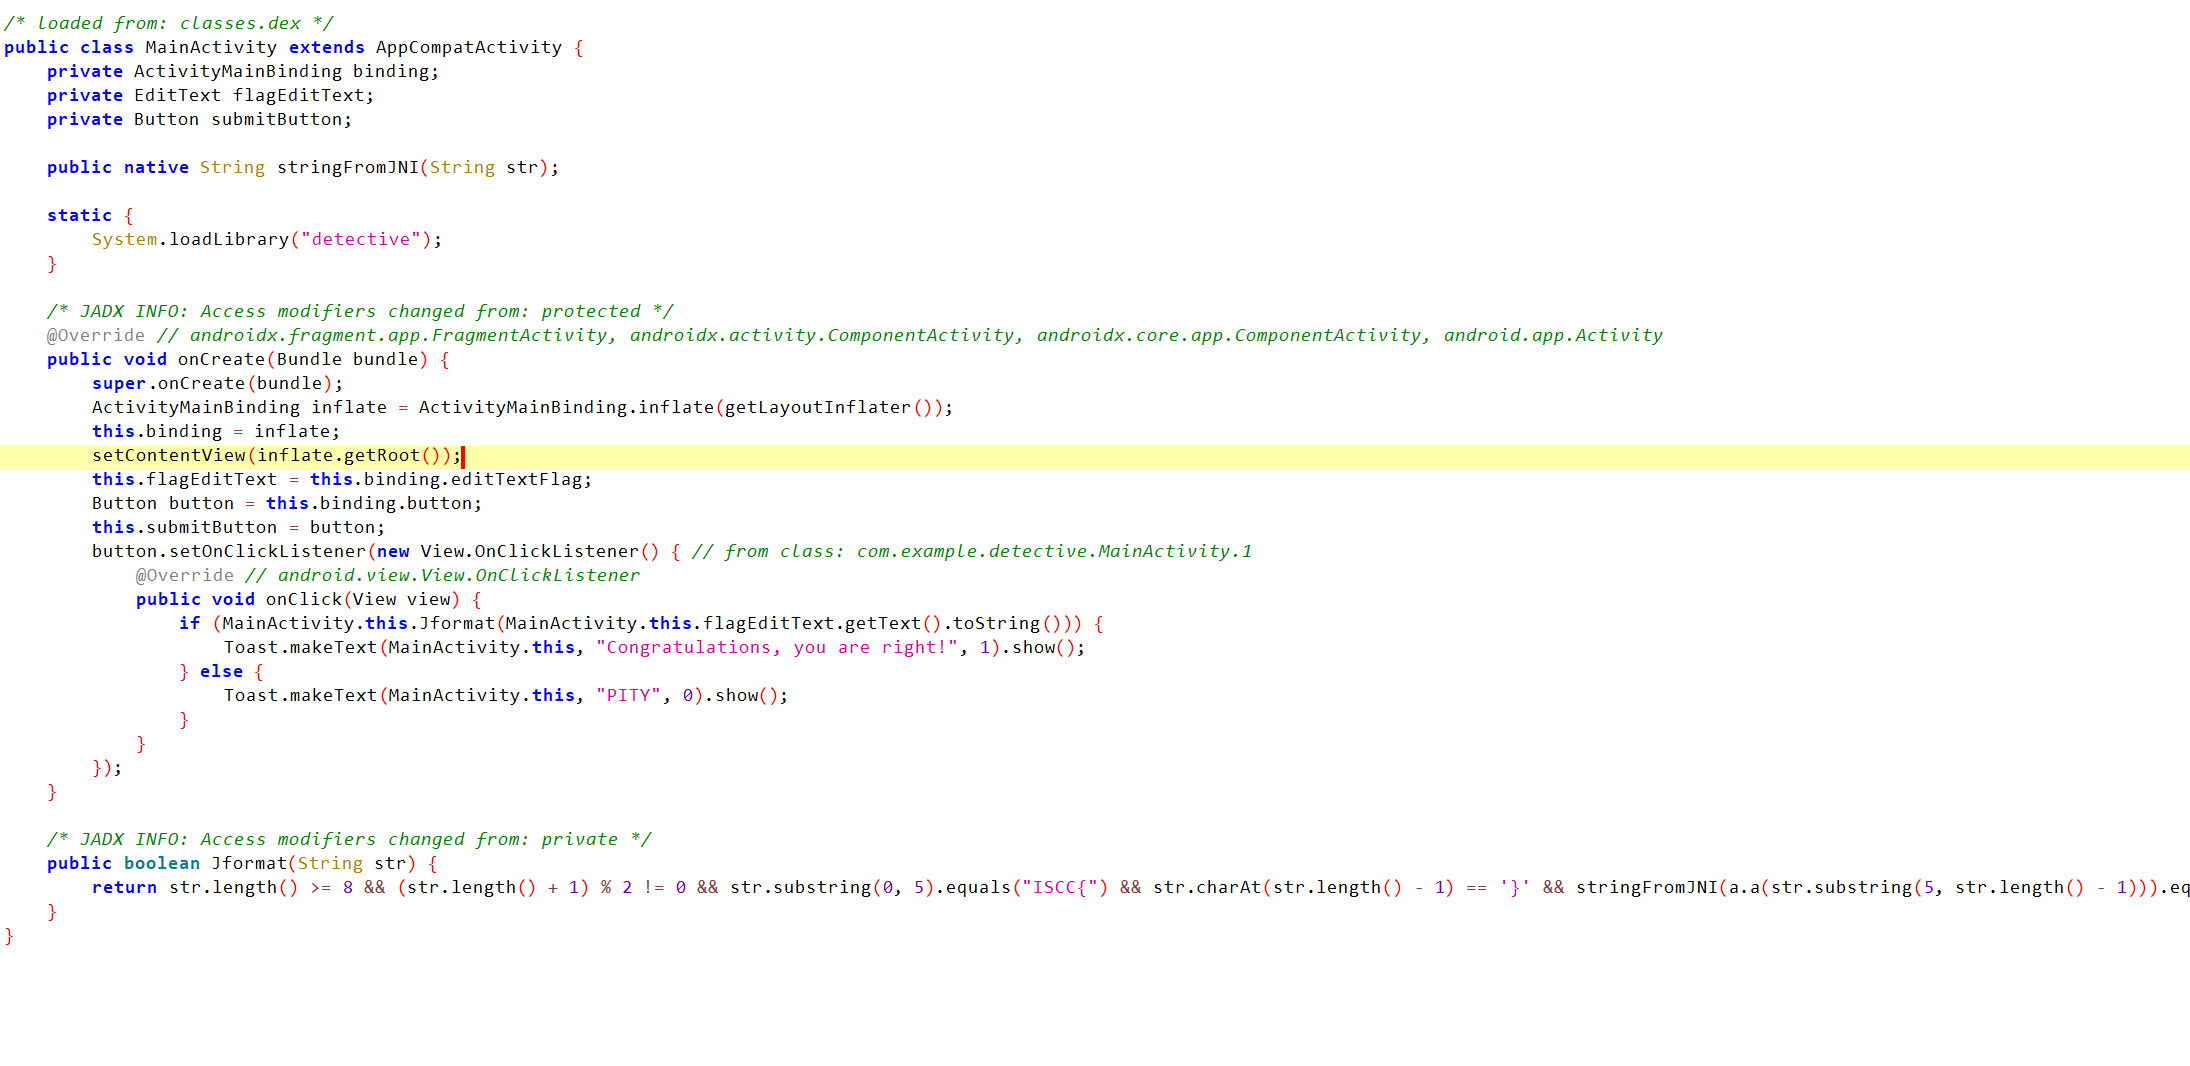 /* loaded from: classes.dex */
public class MainActivity extends AppCompatActivity {
    private ActivityMainBinding binding;
    private EditText flagEditText;
    private Button submitButton;

    public native String stringFromJNI(String str);

    static {
        System.loadLibrary("detective");
    }

    /* JADX INFO: Access modifiers changed from: protected */
    @Override // androidx.fragment.app.FragmentActivity, androidx.activity.ComponentActivity, androidx.core.app.ComponentActivity, android.app.Activity
    public void onCreate(Bundle bundle) {
        super.onCreate(bundle);
        ActivityMainBinding inflate = ActivityMainBinding.inflate(getLayoutInflater());
        this.binding = inflate;
        setContentView(inflate.getRoot());
        this.flagEditText = this.binding.editTextFlag;
        Button button = this.binding.button;
        this.submitButton = button;
        button.setOnClickListener(new View.OnClickListener() { // from class: com.example.detective.MainActivity.1
            @Override // android.view.View.OnClickListener
            public void onClick(View view) {
                if (MainActivity.this.Jformat(MainActivity.this.flagEditText.getText().toString())) {
                    Toast.makeText(MainActivity.this, "Congratulations, you are right!", 1).show();
                } else {
                    Toast.makeText(MainActivity.this, "PITY", 0).show();
                }
            }
        });
    }

    /* JADX INFO: Access modifiers changed from: private */
    public boolean Jformat(String str) {
        return str.length() >= 8 && (str.length() + 1) % 2 != 0 && str.substring(0, 5).equals("ISCC{") && str.charAt(str.length() - 1) == '}' && stringFromJNI(a.a(str.substring(5, str.length() - 1))).eq
    }
}